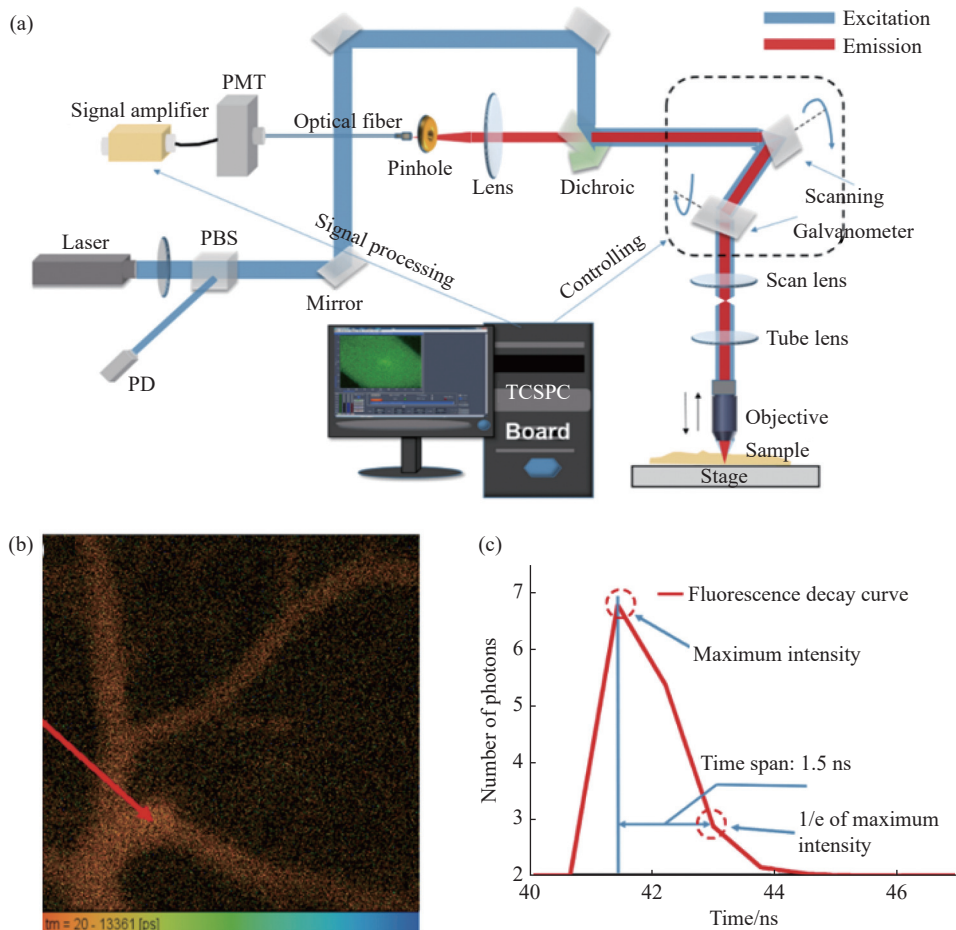 (a)
Excitation
Emission
PMT
Signal amplifier
Optical fiber
Pinhole
Lens
Dichroic
Scanning
Galvanometer
Laser
PBS
Signal processing
Controlling
Mirror
Scan lens
Tube lens
PD
TCSPC
Board
Objective
Sample
Stage
(b)
tm = 20 - 13361 [ps]
(c)
7
6
5
4
3
2
Number of photons
Fluorescence decay curve
Maximum intensity
Time span: 1.5 ns
1/e of maximum
intensity
40
42
44
46
Time/ns